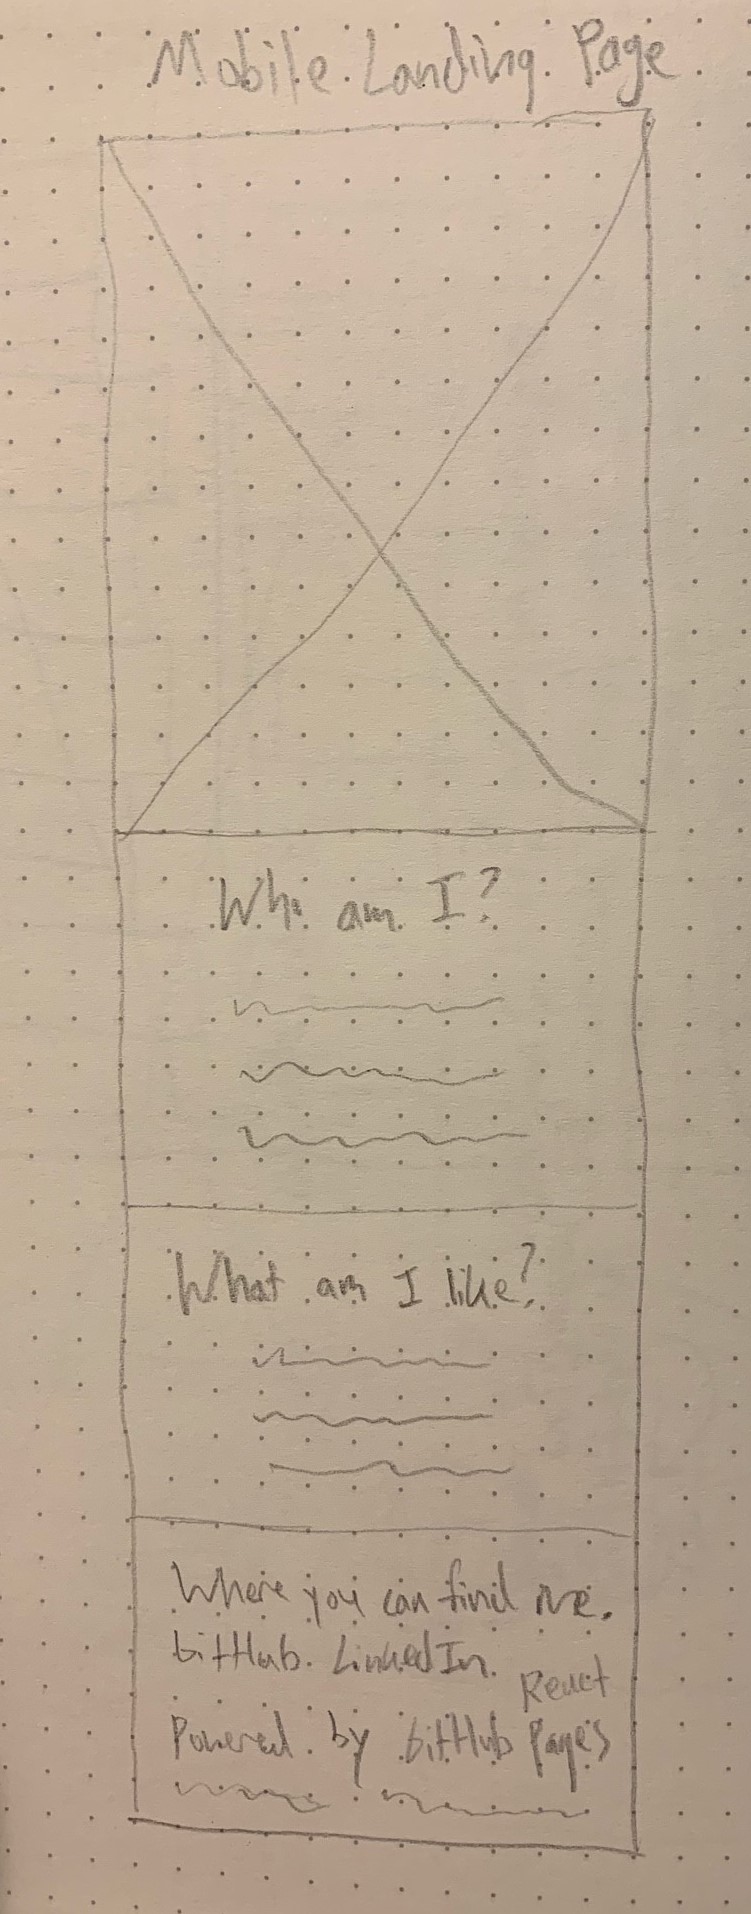 Mobile Landing Page
Who am I?
What am I like?
Where you can find me.
GitHub. LinkedIn.
React
Powered by GitHub Pages